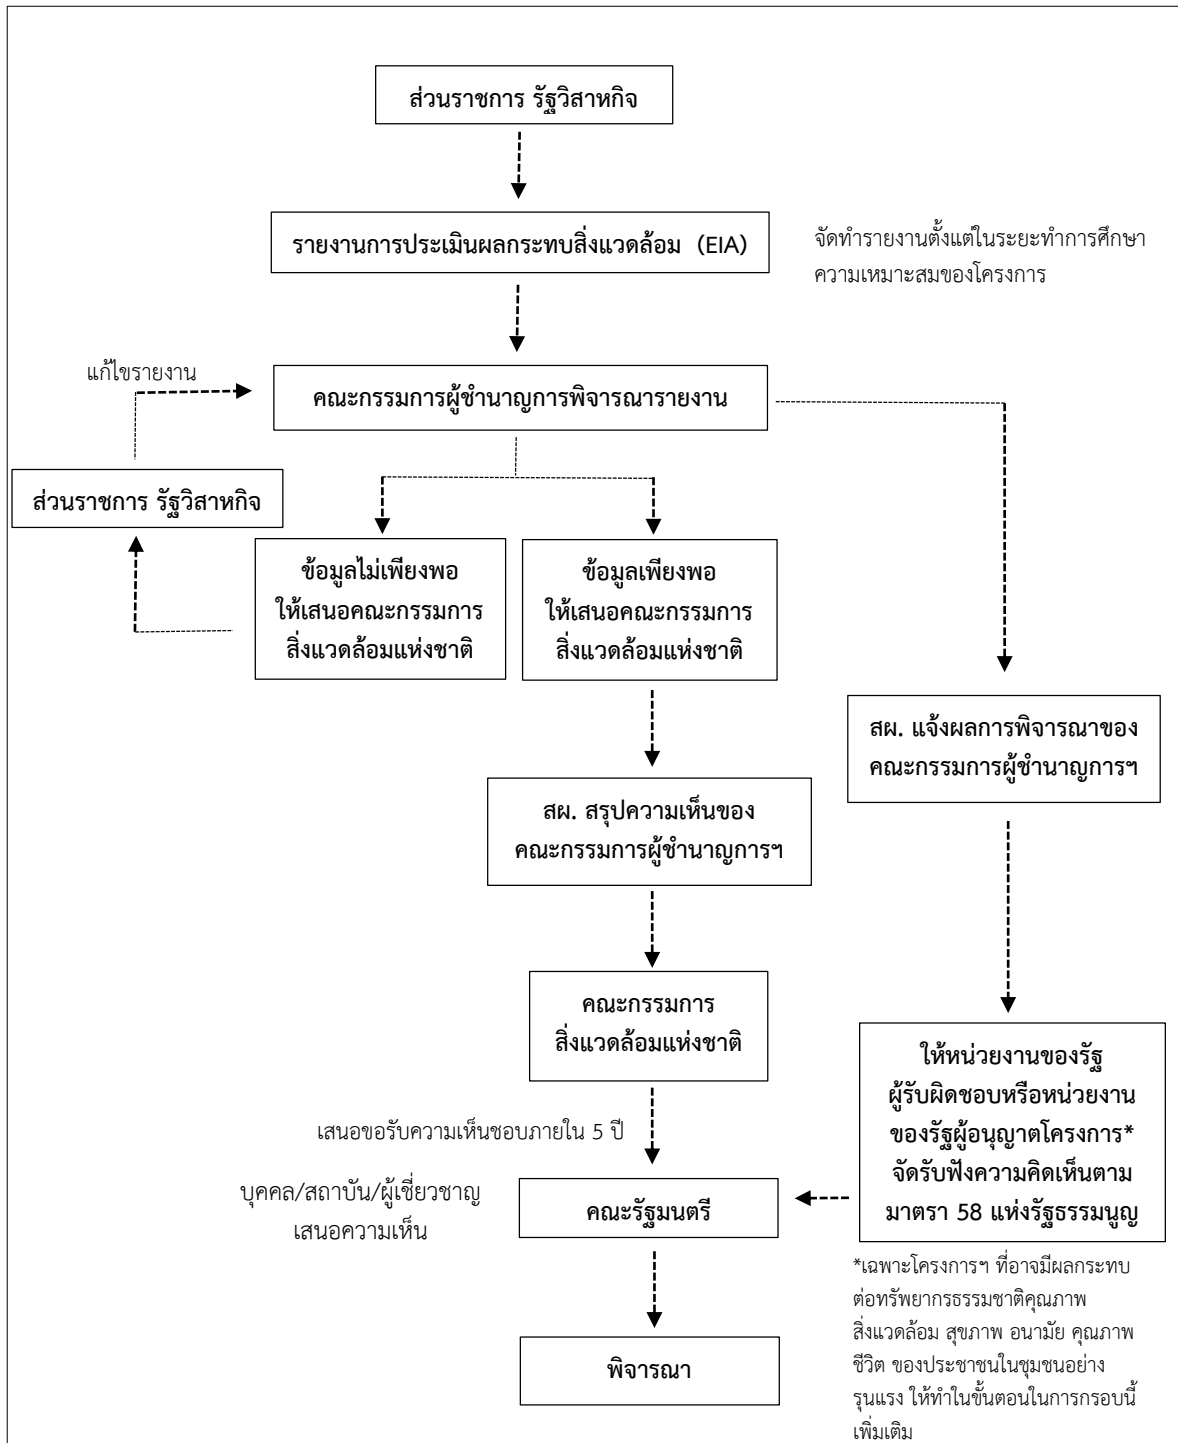 ส่วนราชการ รัฐวิสาหกิจ
รายงานการประเมินผลกระทบสิ่งแวดล้อม (EIA)
จัดทำรายงานตั้งแต่ในระยะทำการศึกษา
ความเหมาะสมของโครงการ
แก้ไขรายงาน
คณะกรรมการผู้ชำนาญการพิจารณารายงาน
ส่วนราชการ รัฐวิสาหกิจ
ข้อมูลไม่เพียงพอ
ให้เสนอคณะกรรมการ
สิ่งแวดล้อมแห่งชาติ
ข้อมูลเพียงพอ
ให้เสนอคณะกรรมการ
สิ่งแวดล้อมแห่งชาติ
สผ. แจ้งผลการพิจารณาของ
คณะกรรมการผู้ชำนาญการฯ
สผ. สรุปความเห็นของ
คณะกรรมการผู้ชำนาญการฯ
คณะกรรมการ
สิ่งแวดล้อมแห่งชาติ
ให้หน่วยงานของรัฐ
ผู้รับผิดชอบหรือหน่วยงาน
ของรัฐผู้อนุญาตโครงการ*
จัดรับฟังความคิดเห็นตาม
มาตรา 58 แห่งรัฐธรรมนูญ
เสนอขอรับความเห็นชอบภายใน 5 ปี
บุคคล/สถาบัน/ผู้เชี่ยวชาญ
เสนอความเห็น
คณะรัฐมนตรี
*เฉพาะโครงการฯ ที่อาจมีผลกระทบ
ต่อทรัพยากรธรรมชาติคุณภาพ
สิ่งแวดล้อม สุขภาพ อนามัย คุณภาพ
ชีวิต ของประชาชนในชุมชนอย่าง
รุนแรง ให้ทำในขั้นตอนในการกรอบนี้
เพิ่มเติม
พิจารณา